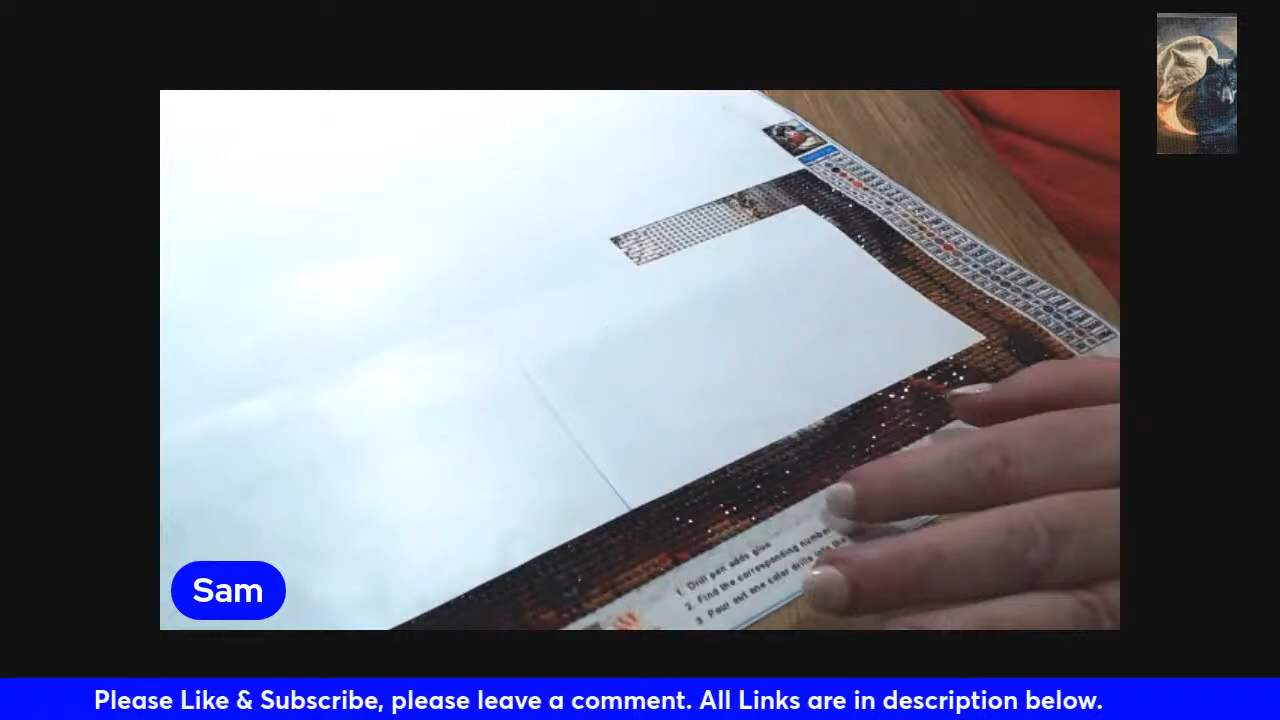 1. Drill pen adds glue
2. Find the corresponding number
3 Pour out one color drills into the
Sam
Please Like & Subscribe, please leave a comment. All Links are in description below.